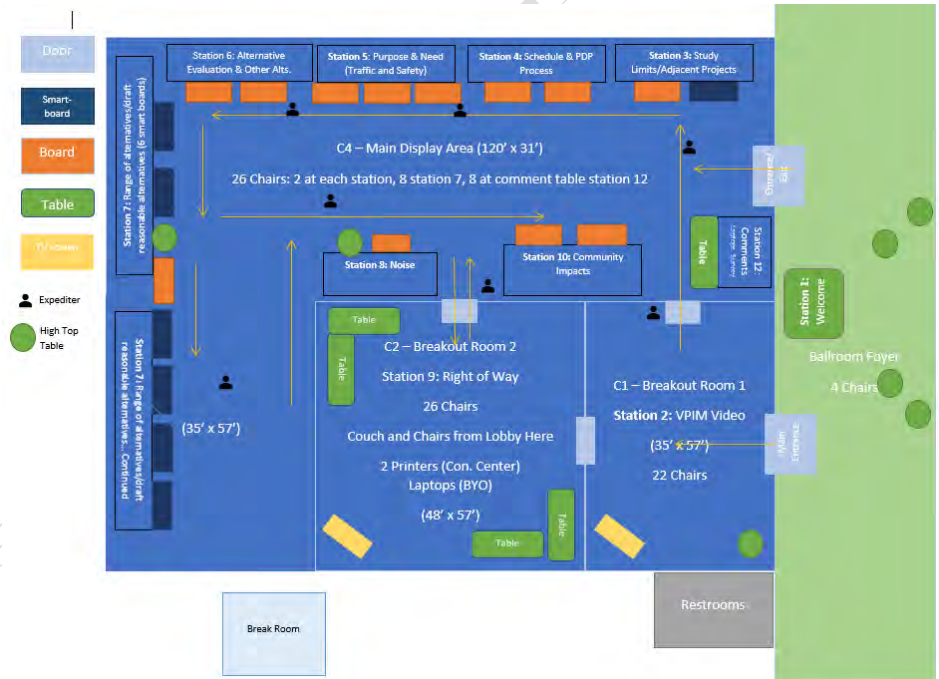 Door
Smart-
board
Board
Table
TV/screen
Expediter
High Top
Table
Station 6: Alternative
Evaluation & Other Alts.
Station 5: Purpose & Need
(Traffic and Safety)
Station 4: Schedule & PDP
Process
Station 3: Study
Limits/Adjacent Projects
Station 7: Range of alternatives/draft
reasonable alternatives (6 smart boards)
C4 – Main Display Area (120' x 31')
26 Chairs: 2 at each station, 8 station 7, 8 at comment table station 12
Entrance/
Exit
Station 8: Noise
Station 10: Community
Impacts
Table
Station 12:
Comments
Laptops, Survey
Station 1:
Welcome
Ballroom Foyer
4 Chairs
Station 7: Range of alternatives/draft
reasonable alternatives... Continued
(35' x 57')
Table
Table
C2 – Breakout Room 2
Station 9: Right of Way
26 Chairs
Couch and Chairs from Lobby Here
2 Printers (Con. Center)
Laptops (BYO)
(48' x 57')
Table
Table
C1 – Breakout Room 1
Station 2: VPIM Video
(35' x 57')
22 Chairs
Main
Entrance
Break Room
Restrooms